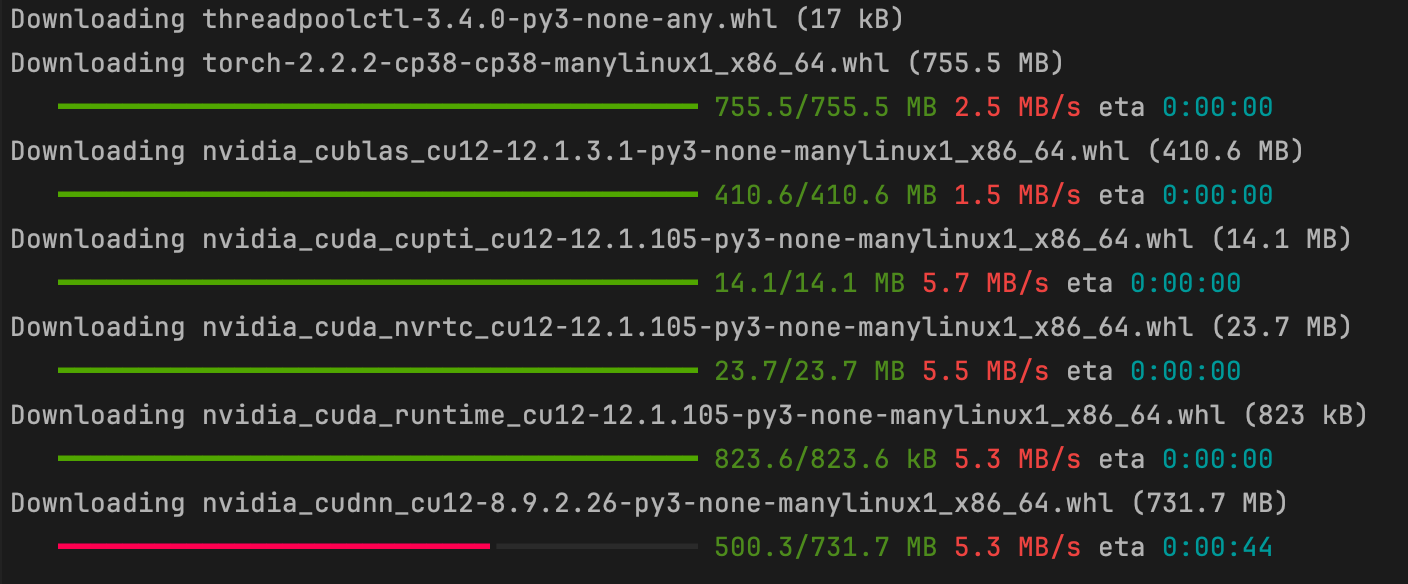 Downloading threadpoolctl-3.4.0-py3-none-any.whl (17 kB)
Downloading torch-2.2.2-cp38-cp38-manylinux1_x86_64.whl (755.5 MB)
755.5/755.5 MB 2.5 MB/s eta 0:00:00
Downloading nvidia_cublas_cu12-12.1.3.1-py3-none-manylinux1_x86_64.whl (410.6 MB)
410.6/410.6 MB 1.5 MB/s eta 0:00:00
Downloading nvidia_cuda_cupti_cu12-12.1.105-py3-none-manylinux1_x86_64.whl (14.1 MB)
14.1/14.1 MB 5.7 MB/s eta 0:00:00
Downloading nvidia_cuda_nvrtc_cu12-12.1.105-py3-none-manylinux1_x86_64.whl (23.7 MB)
23.7/23.7 MB 5.5 MB/s eta 0:00:00
Downloading nvidia_cuda_runtime_cu12-12.1.105-py3-none-manylinux1_x86_64.whl (823 kB)
823.6/823.6 kB 5.3 MB/s eta 0:00:00
Downloading nvidia_cudnn_cu12-8.9.2.26-py3-none-manylinux1_x86_64.whl (731.7 MB)
500.3/731.7 MB 5.3 MB/s eta 0:00:44